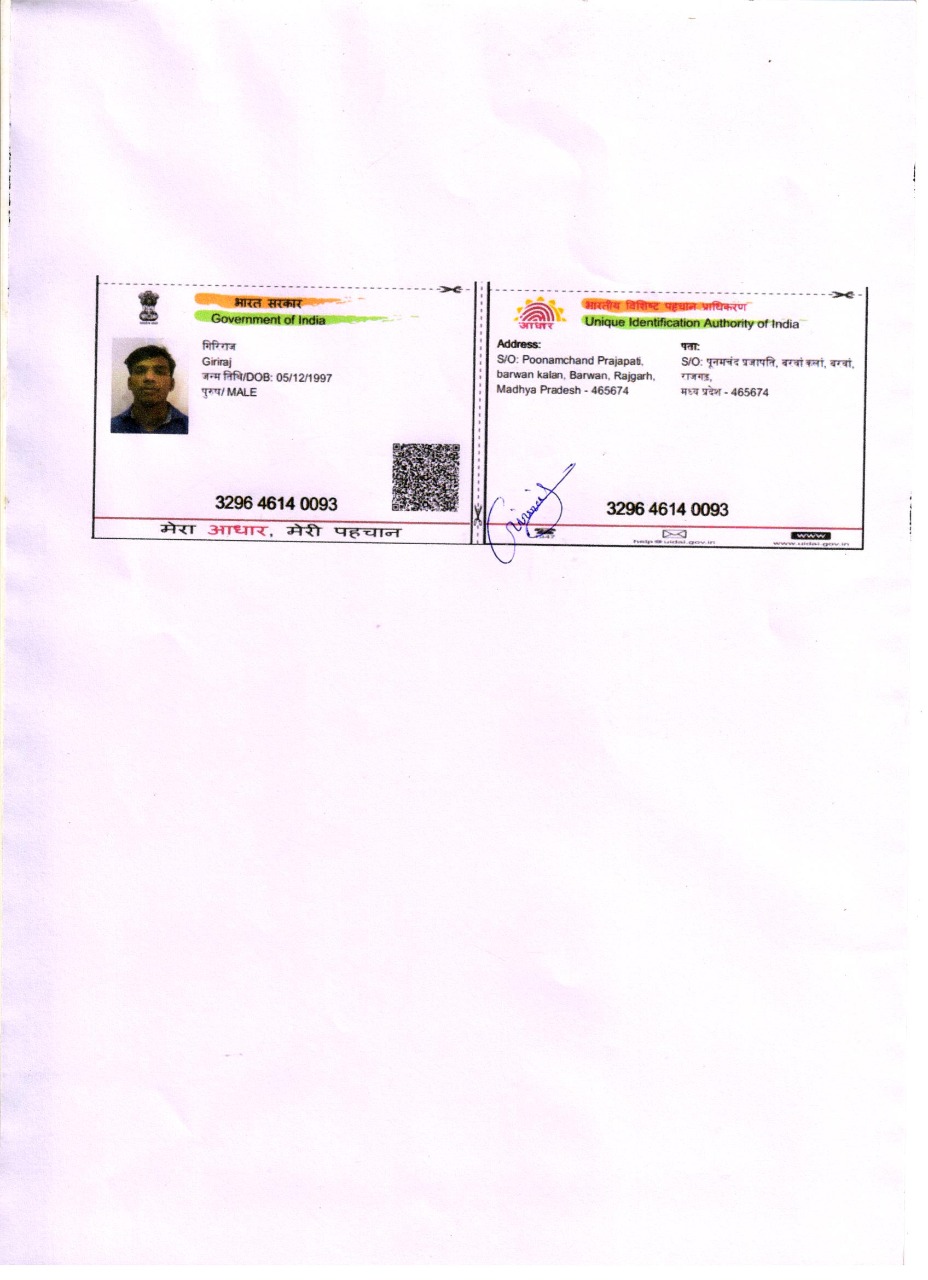 भारत सरकार
Government of India
गिरिराज
Giriraj
जन्म तिथि/DOB: 05/12/1997
पुरुष/ MALE
3296 4614 0093
मेरा आधार, मेरी पहचान
भारतीय विशिष्ट पहचान प्राधिकरण
Unique Identification Authority of India
आधार
Address:
S/O: Poonamchand Prajapati,
barwan kalan, Barwan, Rajgarh,
Madhya Pradesh - 465674
पता:
S/O: पूनमचंद प्रजापति, बरवां कलां, बरवां,
राजगढ़,
मध्य प्रदेश - 465674
3296 4614 0093
1947
help@uidai.gov.in
www
www.uidai.gov.in